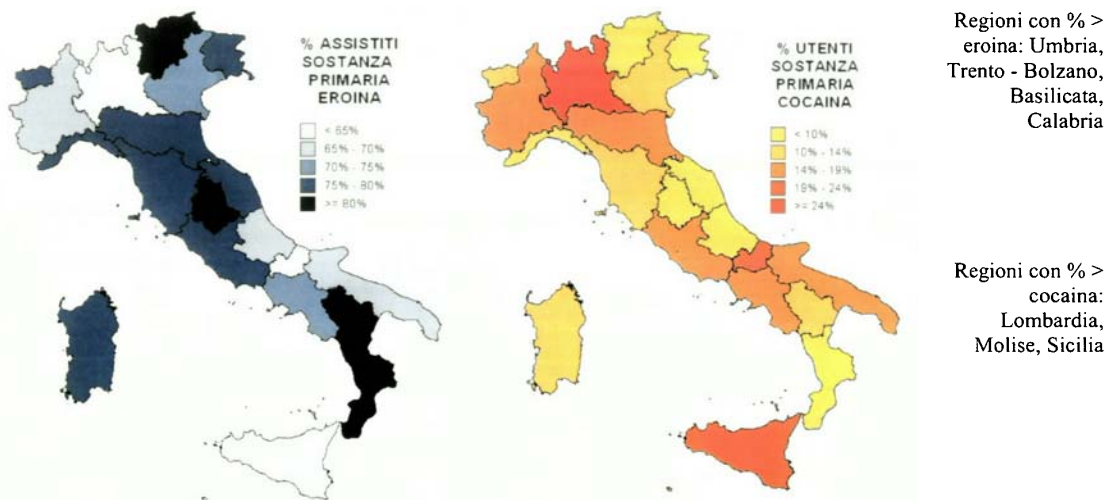 % ASSISTITI
SOSTANZA
PRIMARIA
EROINA
< 65%
65% - 70%
70% - 75%
75% - 80%
>= 80%
% UTENTI
SOSTANZA
PRIMARIA
COCAINA
< 10%
10% - 14%
14% - 19%
19% - 24%
>= 24%
Regioni con % >
eroina: Umbria,
Trento - Bolzano,
Basilicata,
Calabria
Regioni con % >
cocaina:
Lombardia,
Molise, Sicilia